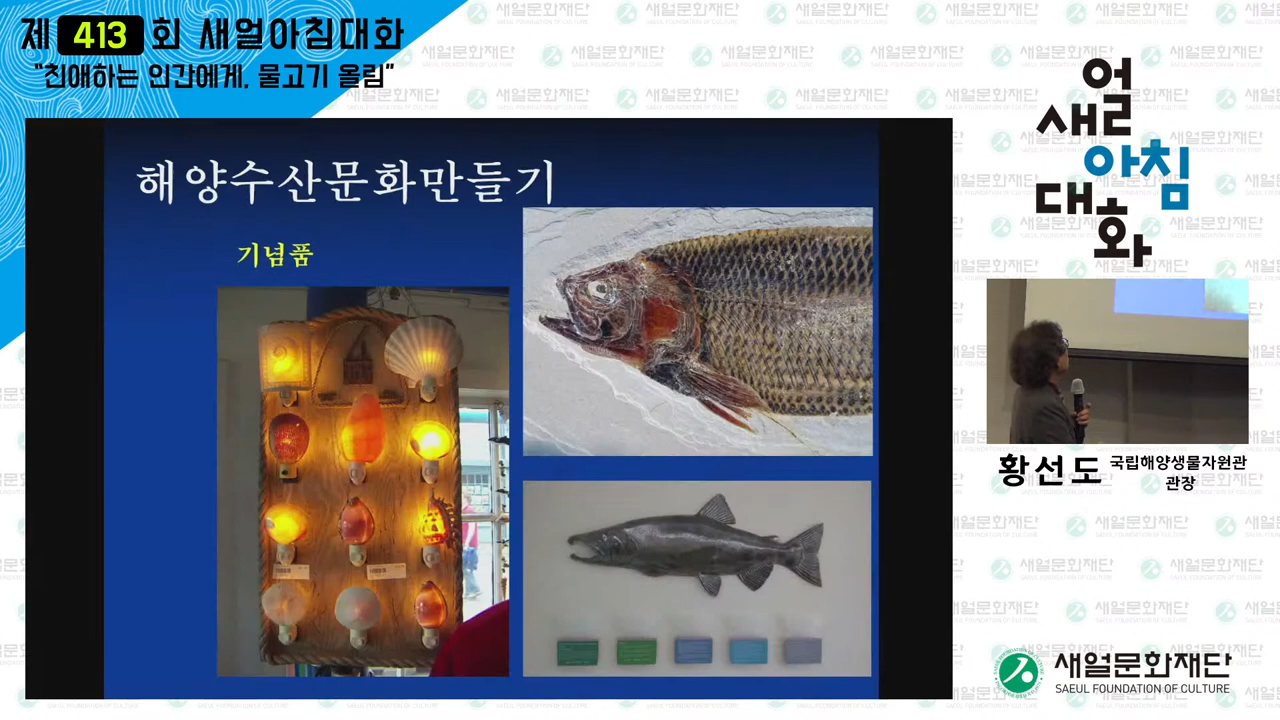 제 413 회 새얼아침대화
“친애하는 인간에게, 물고기 올림”
해양수산문화만들기
기념품
새얼
아침
대화
황선도 국립해양생물자원관
관장
새얼문화재단
SAEUL FOUNDATION OF CULTURE